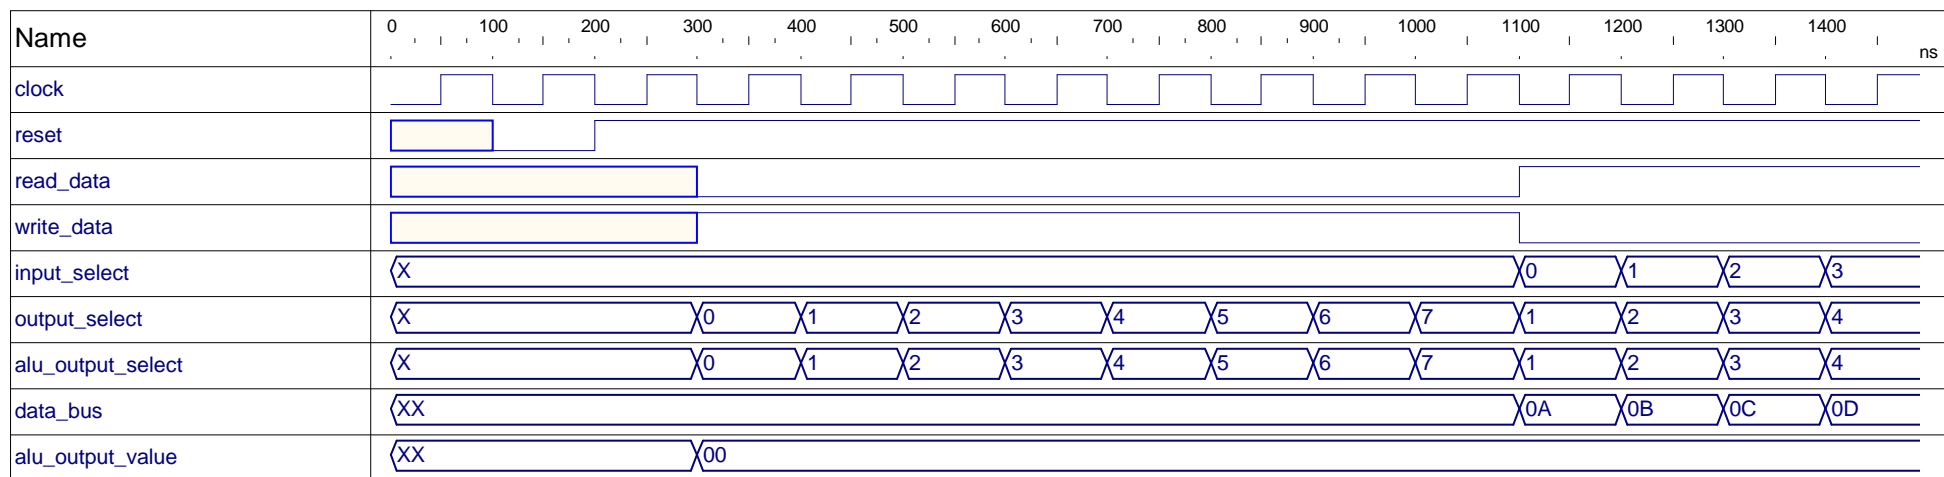 Name 0 100 200 300 400 500 600 700 800 900 1000 1100 1200 1300 1400
ns
clock
reset
read_data
write_data
input_select X 0 1 2 3
output_select X 0 1 2 3 4 5 6 7 1 2 3 4
alu_output_select X 0 1 2 3 4 5 6 7 1 2 3 4
data_bus XX 0A 0B 0C 0D
alu_output_value XX 00